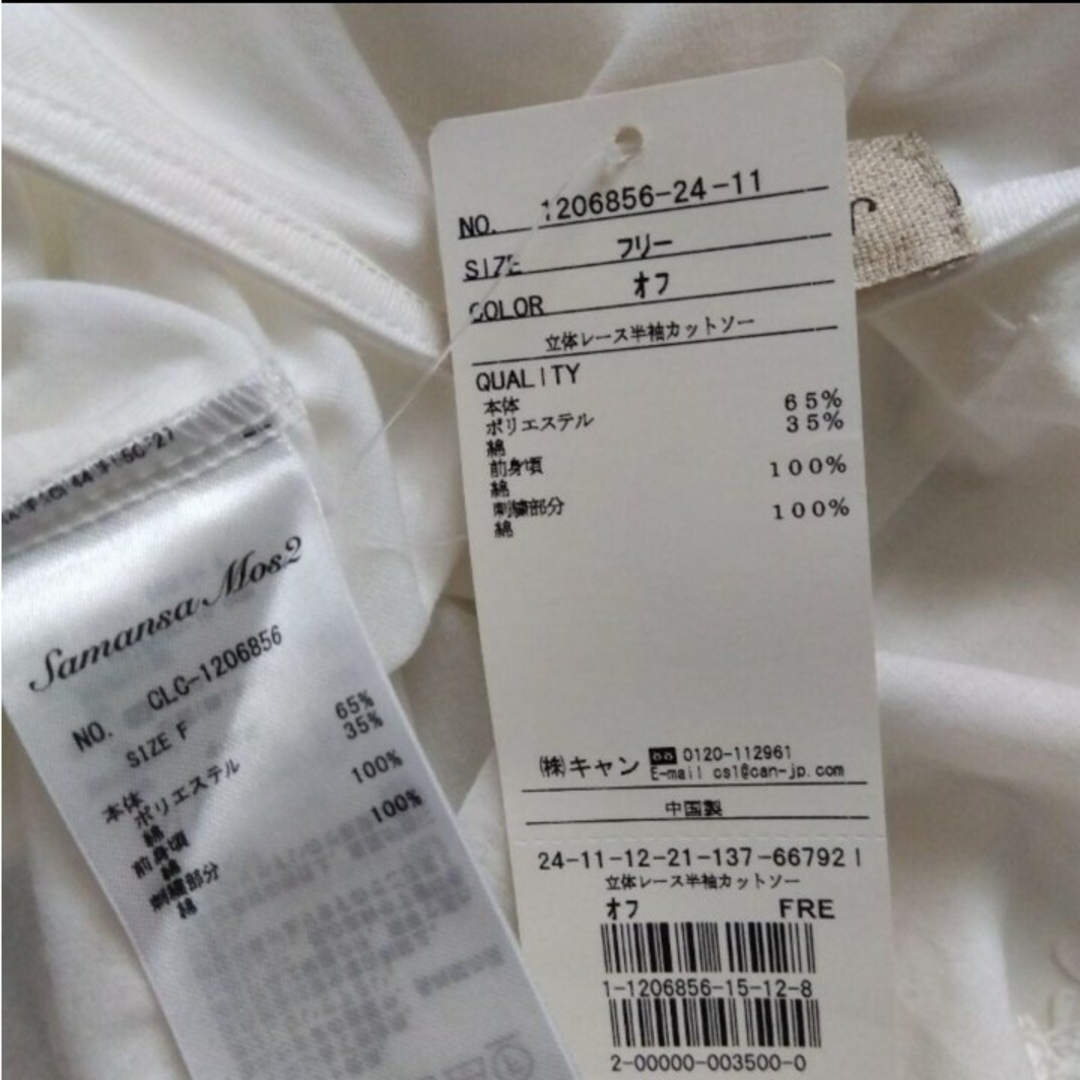 NO. 1206856-24-11
SIZE フリー
COLOR オフ
立体レース半袖カットソー
QUALITY
本体
ポリエステル 65%
綿 35%
前身頃
綿 100%
刺繍部分
綿 100%
㈱キャン 0120-112961
E-mail cs1@can-jp.com
中国製
24-11-12-21-137-667921
立体レース半袖カットソー
オフ FRE
1-1206856-15-12-8
2-00000-003500-0
Samansa Mos2
NO. CLG-1206856
SIZE F
本体
ポリエステル 65%
綿 35%
前身頃
綿 100%
刺繍部分
綿 100%